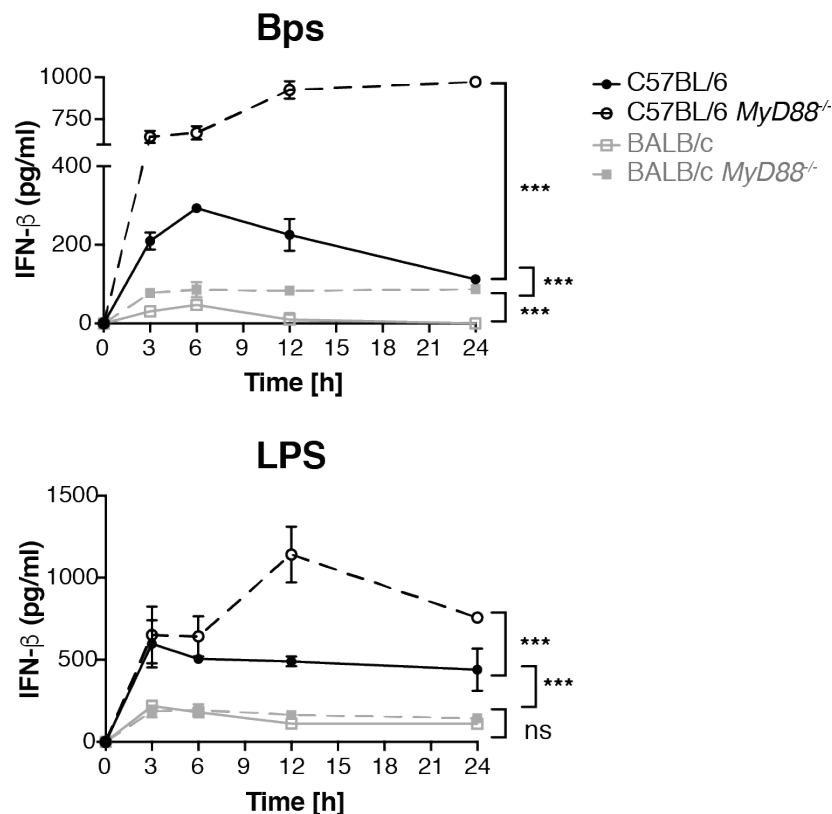 Bps
1000
750
400
200
0
IFN-β (pg/ml)
0 3 6 9 12 15 18 21 24
Time [h]
***
***
***
C57BL/6
C57BL/6 MyD88-/-
BALB/c
BALB/c MyD88-/-
LPS
1500
1000
500
0
IFN-β (pg/ml)
0 3 6 9 12 15 18 21 24
Time [h]
***
***
ns